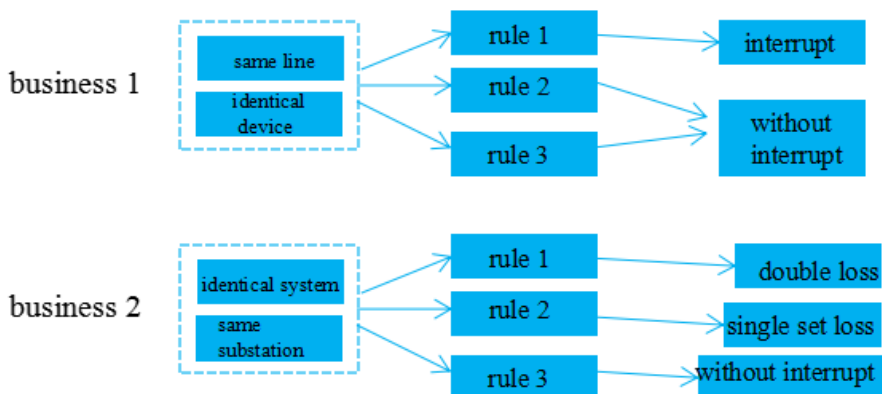 business 1
same line
identical
device
rule 1
rule 2
rule 3
interrupt
without
interrupt
business 2
identical system
same
substation
rule 1
rule 2
rule 3
double loss
single set loss
without interrupt